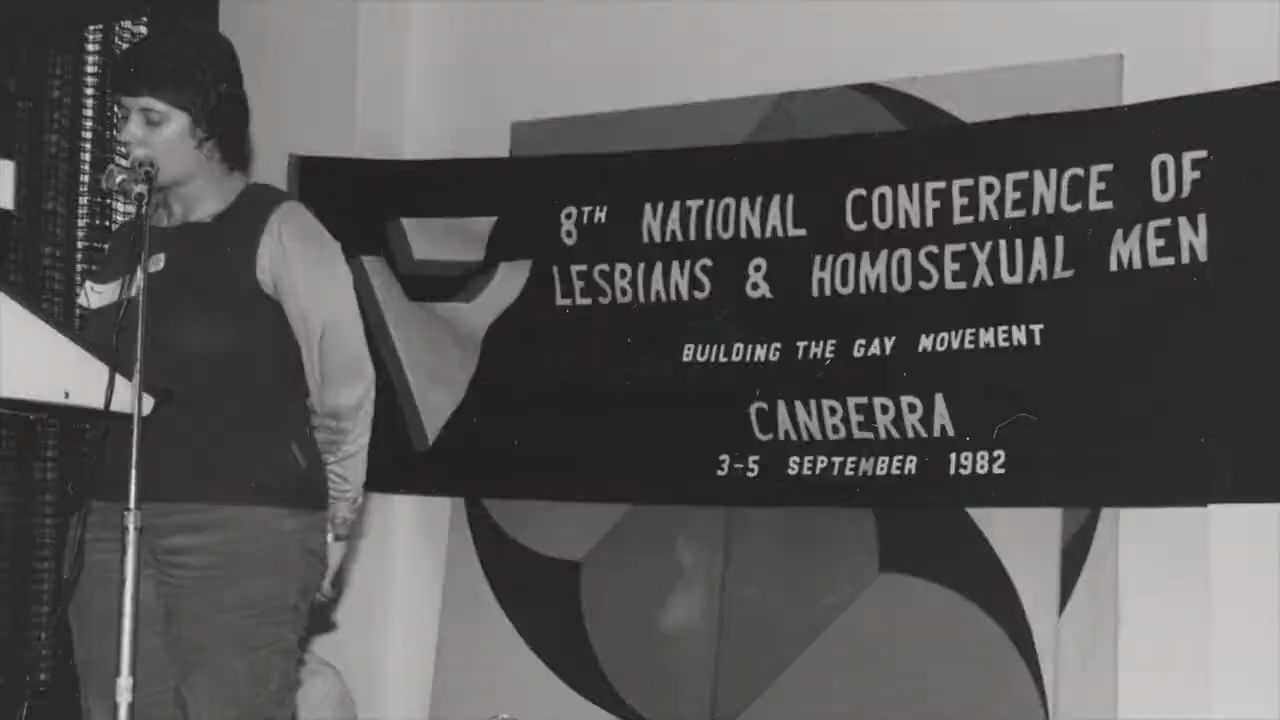 8TH NATIONAL CONFERENCE OF
LESBIANS & HOMOSEXUAL MEN
BUILDING THE GAY MOVEMENT
CANBERRA
3-5 SEPTEMBER 1982